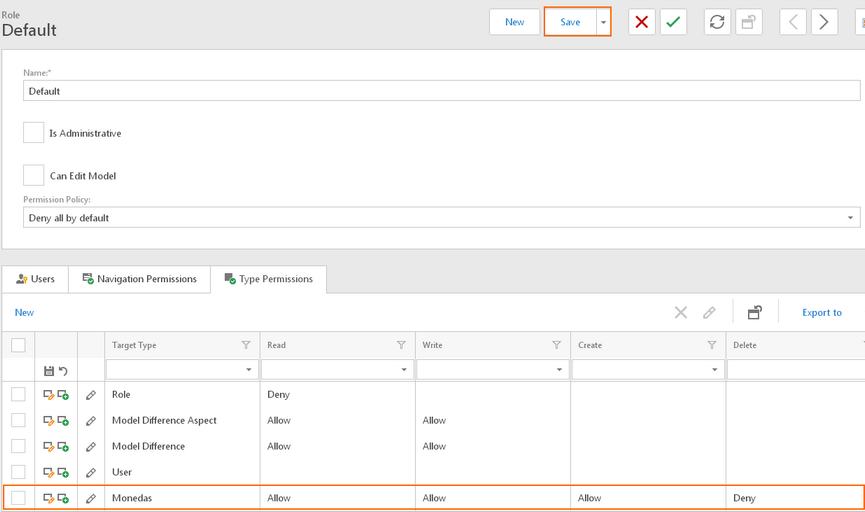 Role
Default
New Save
Name:*
Default
Is Administrative
Can Edit Model
Permission Policy:
Deny all by default
Users Navigation Permissions Type Permissions
New Export to
Target Type Read Write Create Delete
Role Deny
Model Difference Aspect Allow Allow
Model Difference Allow Allow
User
Monedas Allow Allow Allow Deny